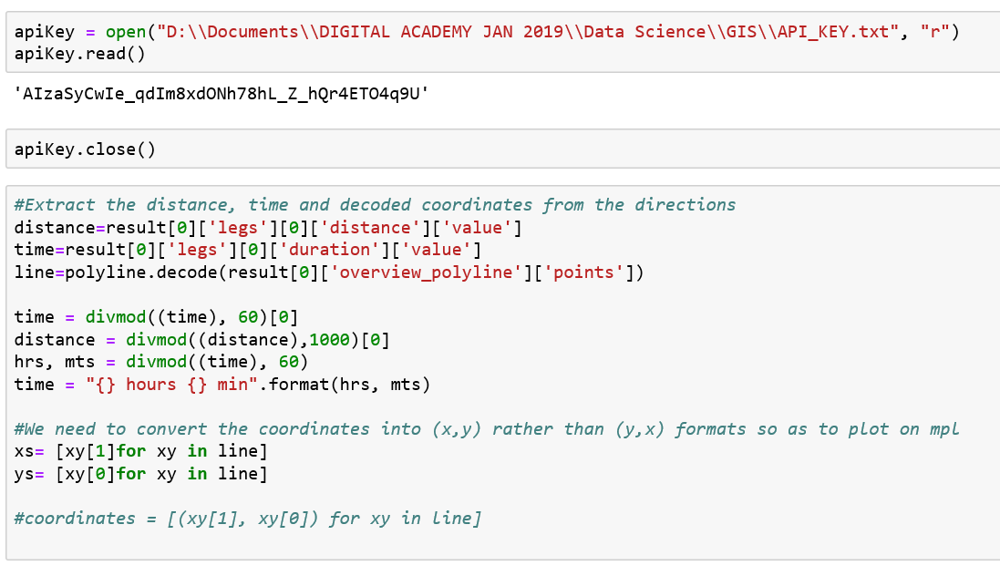 apiKey = open("D:\\Documents\\DIGITAL ACADEMY JAN 2019\\Data Science\\GIS\\API_KEY.txt", "r")
apiKey.read()
'AIzaSyCwIe_qdIm8xdONh78hL_Z_hQr4ETO4q9U'
apiKey.close()
#Extract the distance, time and decoded coordinates from the directions
distance=result[0]['legs'][0]['distance']['value']
time=result[0]['legs'][0]['duration']['value']
line=polyline.decode(result[0]['overview_polyline']['points'])
time = divmod((time), 60)[0]
distance = divmod((distance),1000)[0]
hrs, mts = divmod((time), 60)
time = "{} hours {} min".format(hrs, mts)
#We need to convert the coordinates into (x,y) rather than (y,x) formats so as to plot on mpl
xs= [xy[1]for xy in line]
ys= [xy[0]for xy in line]
#coordinates = [(xy[1], xy[0]) for xy in line]